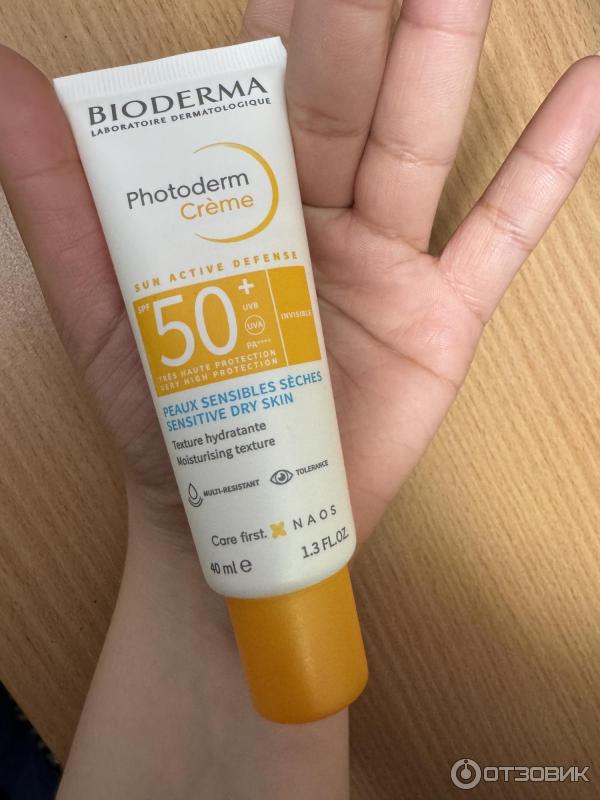 BIODERMA
LABORATOIRE DERMATOLOGIQUE
Photoderm
Crème
SUN ACTIVE DEFENSE
SPF 50+
UVB
UVA
PA++++
INVISIBLE
TRÈS HAUTE PROTECTION
VERY HIGH PROTECTION
PEAUX SENSIBLES SÈCHES
SENSITIVE DRY SKIN
Texture hydratante
Moisturising texture
MULTI-RESISTANT
TOLERANCE
Care first. NAOS
40 ml e 1.3 FL.OZ.
ОТЗОВИК